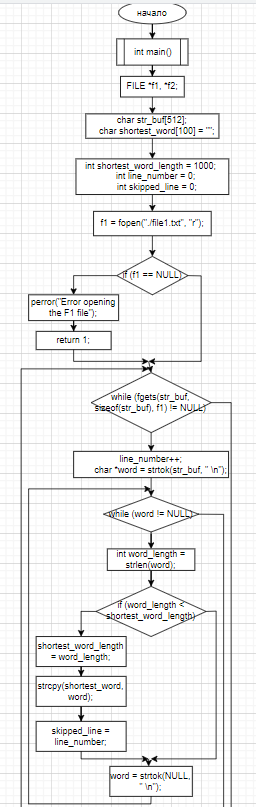 начало
int main()
FILE *f1, *f2;
char str_buf[512];
char shortest_word[100] = "";
int shortest_word_length = 1000;
int line_number = 0;
int skipped_line = 0;
f1 = fopen("./file1.txt", "r");
if (f1 == NULL)
perror("Error opening
the F1 file");
return 1;
while (fgets(str_buf,
sizeof(str_buf), f1) != NULL)
line_number++;
char *word = strtok(str_buf, " \n");
while (word != NULL)
int word_length =
strlen(word);
if (word_length <
shortest_word_length)
shortest_word_length
= word_length;
strcpy(shortest_word,
word);
skipped_line =
line_number;
word = strtok(NULL,
" \n");